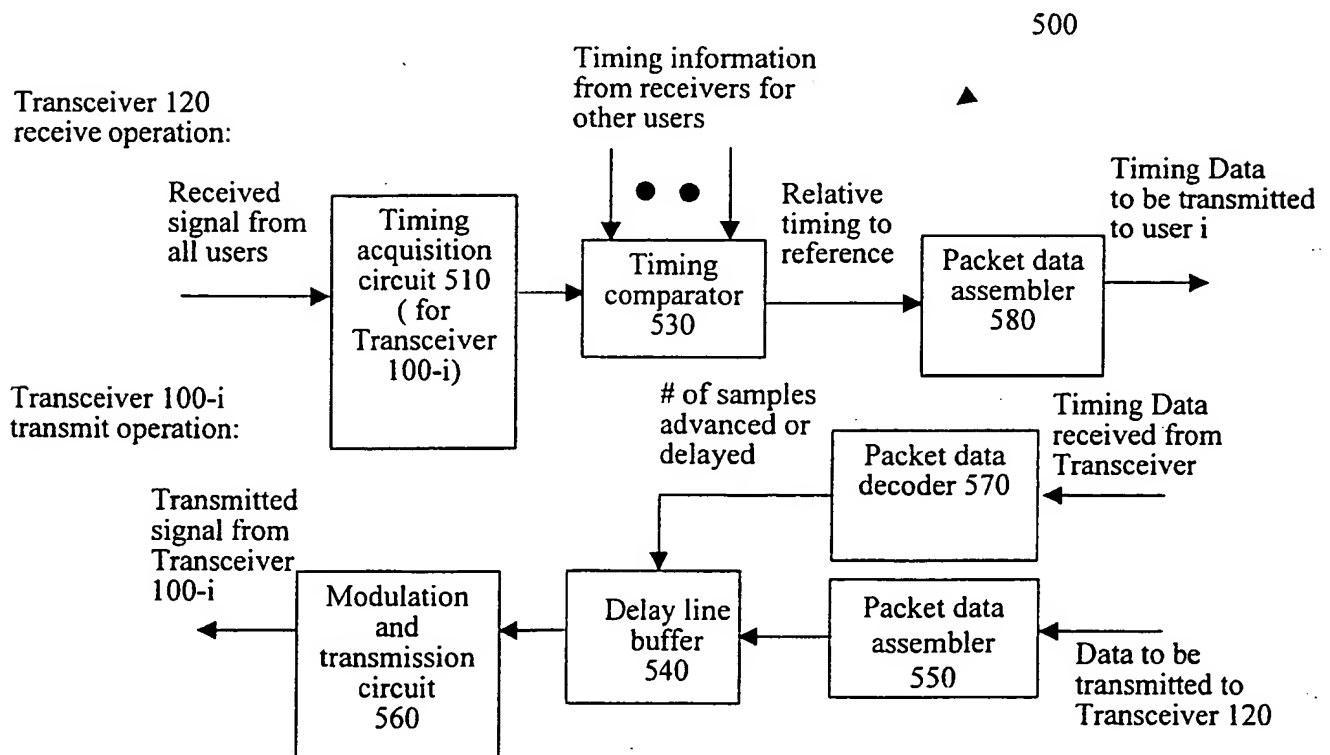 500
Timing information
from receivers for
other users
Transceiver 120
receive operation:
Received
signal from
all users
Timing
acquisition
circuit 510
( for
Transceiver
100-i)
Timing
comparator
530
Relative
timing to
reference
Packet data
assembler
580
Timing Data
to be transmitted
to user i
Transceiver 100-i
transmit operation:
# of samples
advanced or
delayed
Packet data
decoder 570
Timing Data
received from
Transceiver
Transmitted
signal from
Transceiver
100-i
Modulation
and
transmission
circuit
560
Delay line
buffer
540
Packet data
assembler
550
Data to be
transmitted to
Transceiver 120